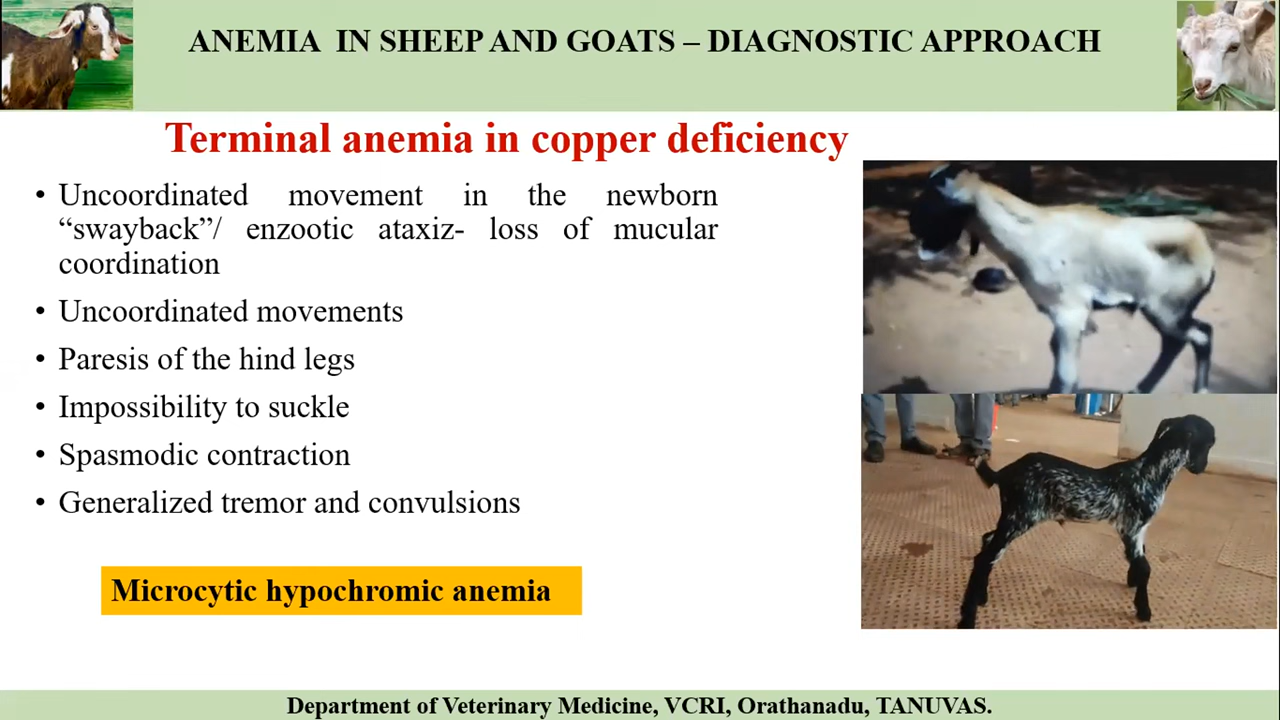 ANEMIA IN SHEEP AND GOATS – DIAGNOSTIC APPROACH
Terminal anemia in copper deficiency
• Uncoordinated movement in the newborn
“swayback”/ enzootic ataxiz- loss of mucular
coordination
• Uncoordinated movements
• Paresis of the hind legs
• Impossibility to suckle
• Spasmodic contraction
• Generalized tremor and convulsions
Microcytic hypochromic anemia
Department of Veterinary Medicine, VCRI, Orathanadu, TANUVAS.